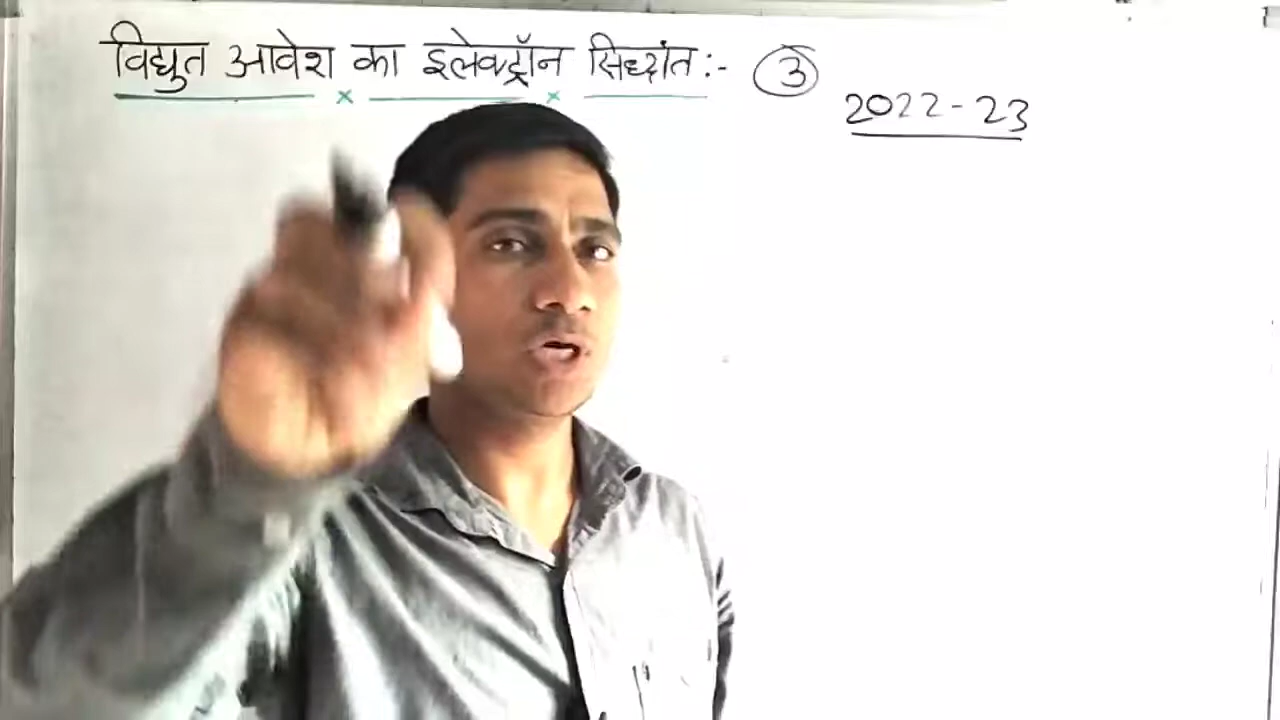 विद्युत आवेश का इलेक्ट्रॉन सिध्दांत :- ③
2022-23